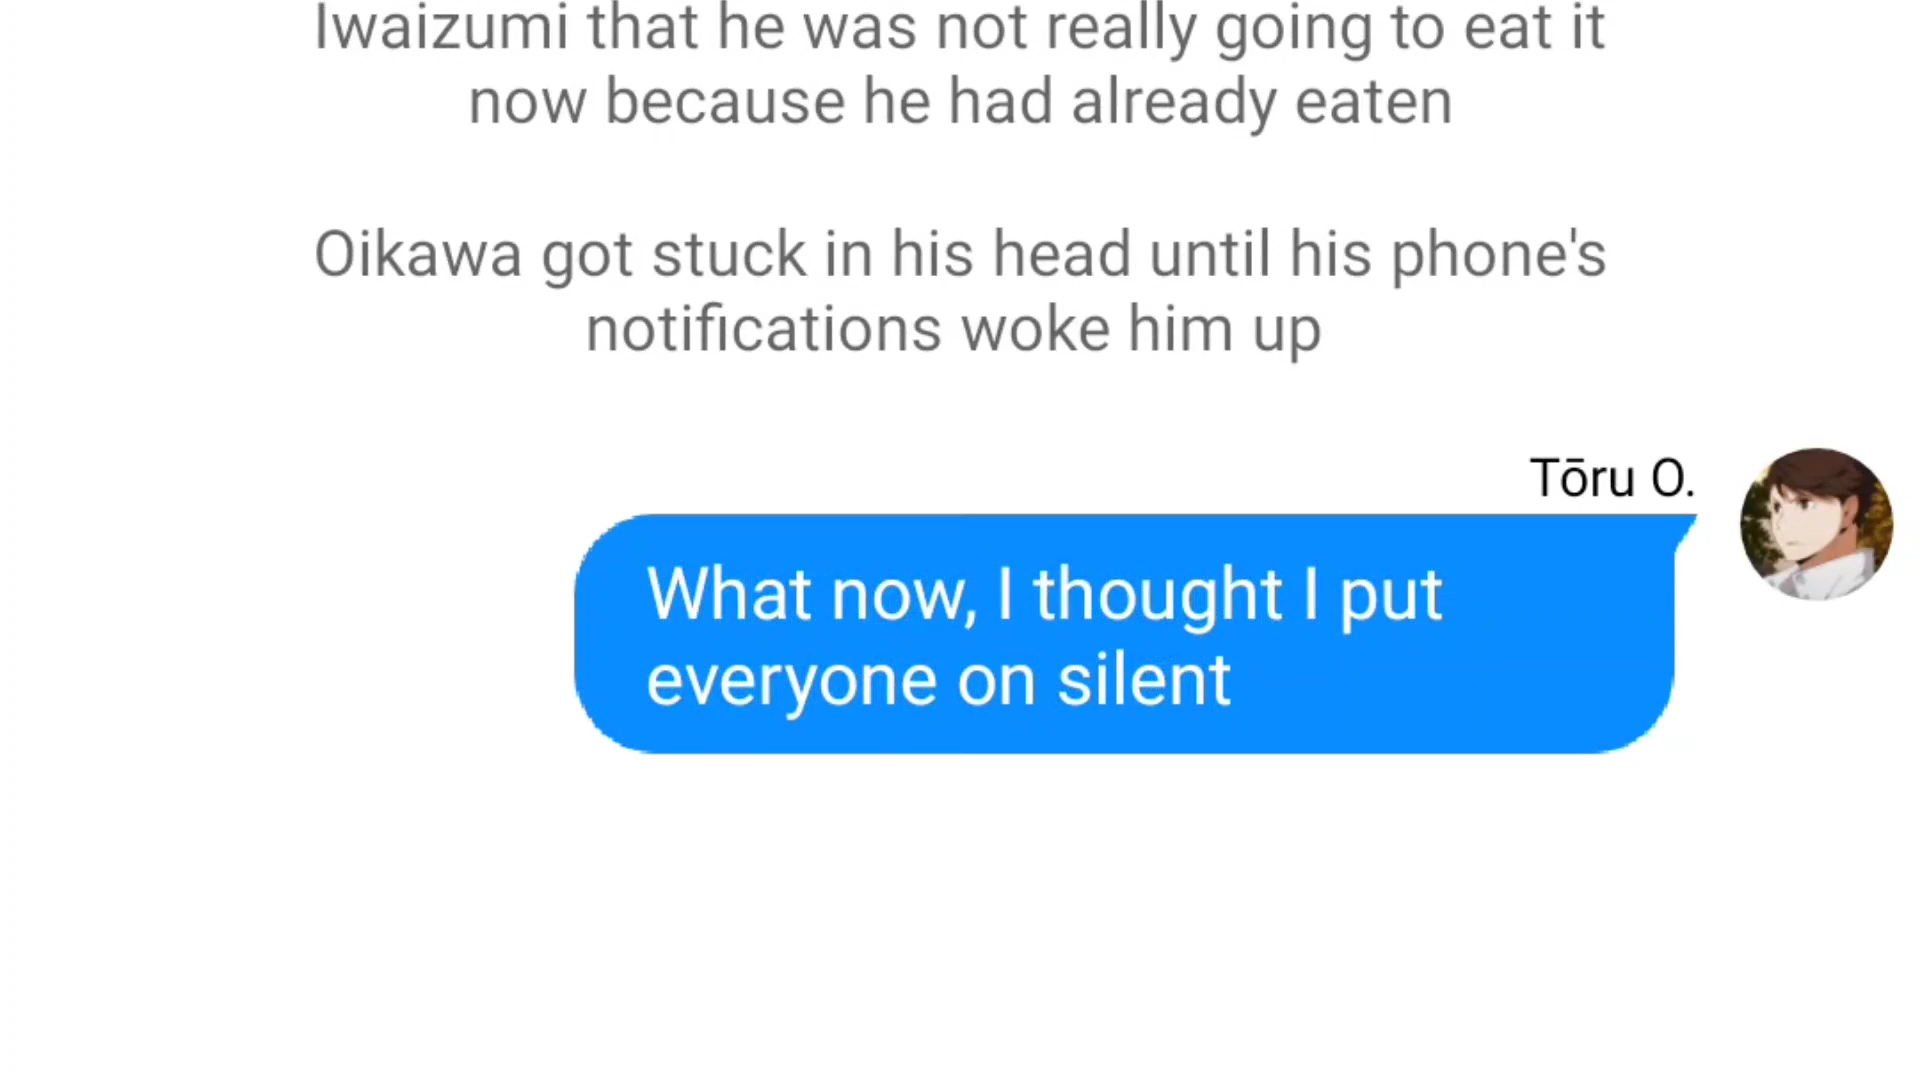 Iwaizumi that he was not really going to eat it
now because he had already eaten
Oikawa got stuck in his head until his phone's
notifications woke him up
Tōru O.
What now, I thought I put
everyone on silent